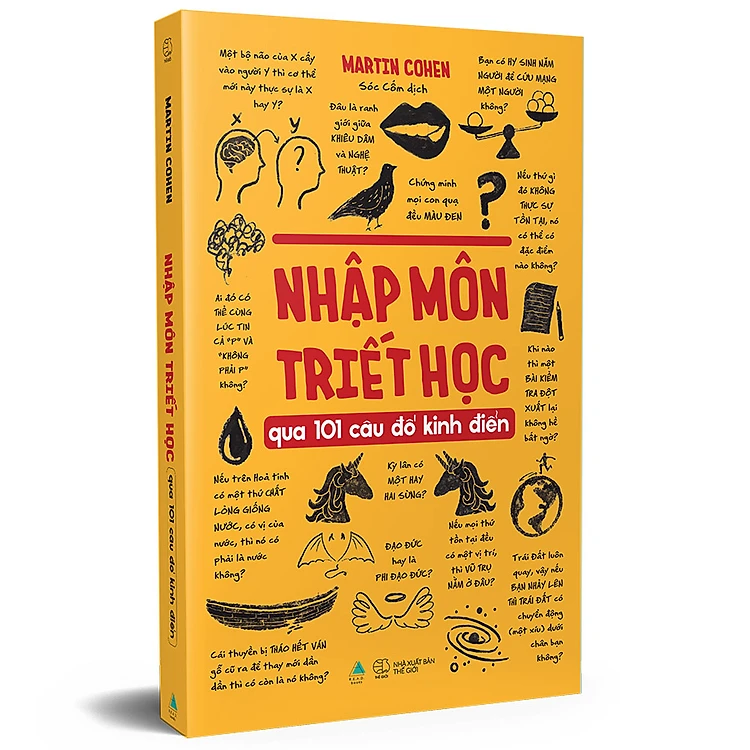 MARTIN COHEN
NHẬP MÔN TRIẾT HỌC
qua 101 câu đố kinh điển
Một bộ não của X cấy
vào người Y thì cơ thể
mới này thực sự là X
hay Y?
MARTIN COHEN
Sóc Cốm dịch
Bạn có HY SINH NĂM
NGƯỜI ĐỂ CỨU MẠNG
MỘT NGƯỜI
không?
Đâu là ranh
giới giữa
KHIÊU DÂM
và NGHỆ
THUẬT?
X
Y
?
Chứng minh
mọi con quạ
đều MÀU ĐEN
?
Nếu thứ gì
đó KHÔNG
THỰC SỰ
TỒN TẠI, nó
có thể có
đặc điểm
nào không?
NHẬP MÔN
TRIẾT HỌC
qua 101 câu đố kinh điển
Ai đó có
THỂ CÙNG
LÚC TIN
CẢ "P" VÀ
"KHÔNG
PHẢI P"
không?
Khi nào
thì một
BÀI KIỂM
TRA ĐỘT
XUẤT lại
không hề
bất ngờ?
Nếu trên Hoả tinh
có một thứ CHẤT
LỎNG GIỐNG
NƯỚC, có vị của
nước, thì nó có
phải là nước
không?
Kỳ lân có
MỘT HAY
HAI SỪNG?
ĐẠO ĐỨC
hay là
PHI ĐẠO ĐỨC?
Nếu mọi thứ
tồn tại đều
có một vị trí,
thì VŨ TRỤ
NẰM Ở ĐÂU?
Trái Đất luôn
quay, vậy nếu
BẠN NHẢY LÊN
THÌ TRÁI ĐẤT có
chuyển động
(một xíu) dưới
chân bạn
không?
Cái thuyền bị THÁO HẾT VÁN
gỗ cũ ra để thay mới dần
dần thì có còn là nó không?
R.E.A.D.
books
THẾ GIỚI
NHÀ XUẤT BẢN
THẾ GIỚI